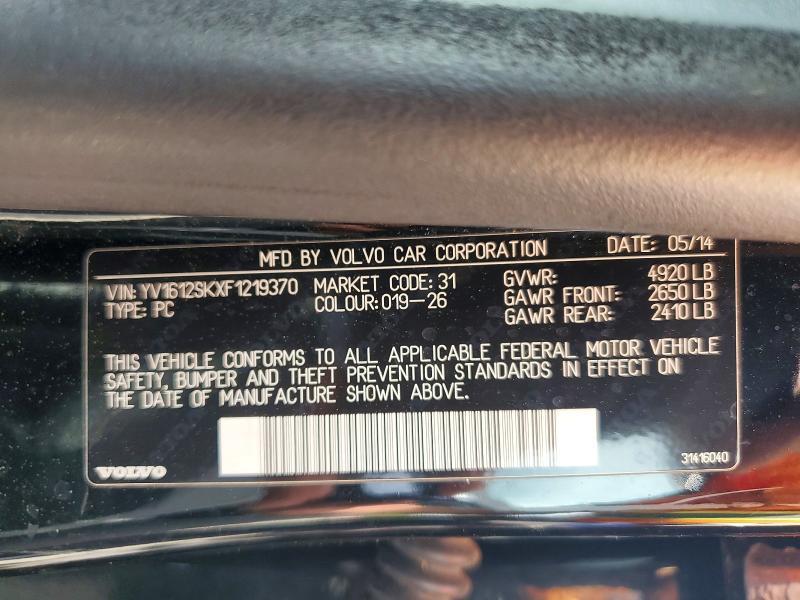 MFD BY VOLVO CAR CORPORATION DATE: 05/14
VIN: YV1612SKXF1219370 MARKET CODE: 31 GVWR: 4920 LB
TYPE: PC COLOUR: 019-26 GAWR FRONT: 2650 LB
GAWR REAR: 2410 LB
THIS VEHICLE CONFORMS TO ALL APPLICABLE FEDERAL MOTOR VEHICLE
SAFETY, BUMPER AND THEFT PREVENTION STANDARDS IN EFFECT ON
THE DATE OF MANUFACTURE SHOWN ABOVE.
VOLVO 31416040